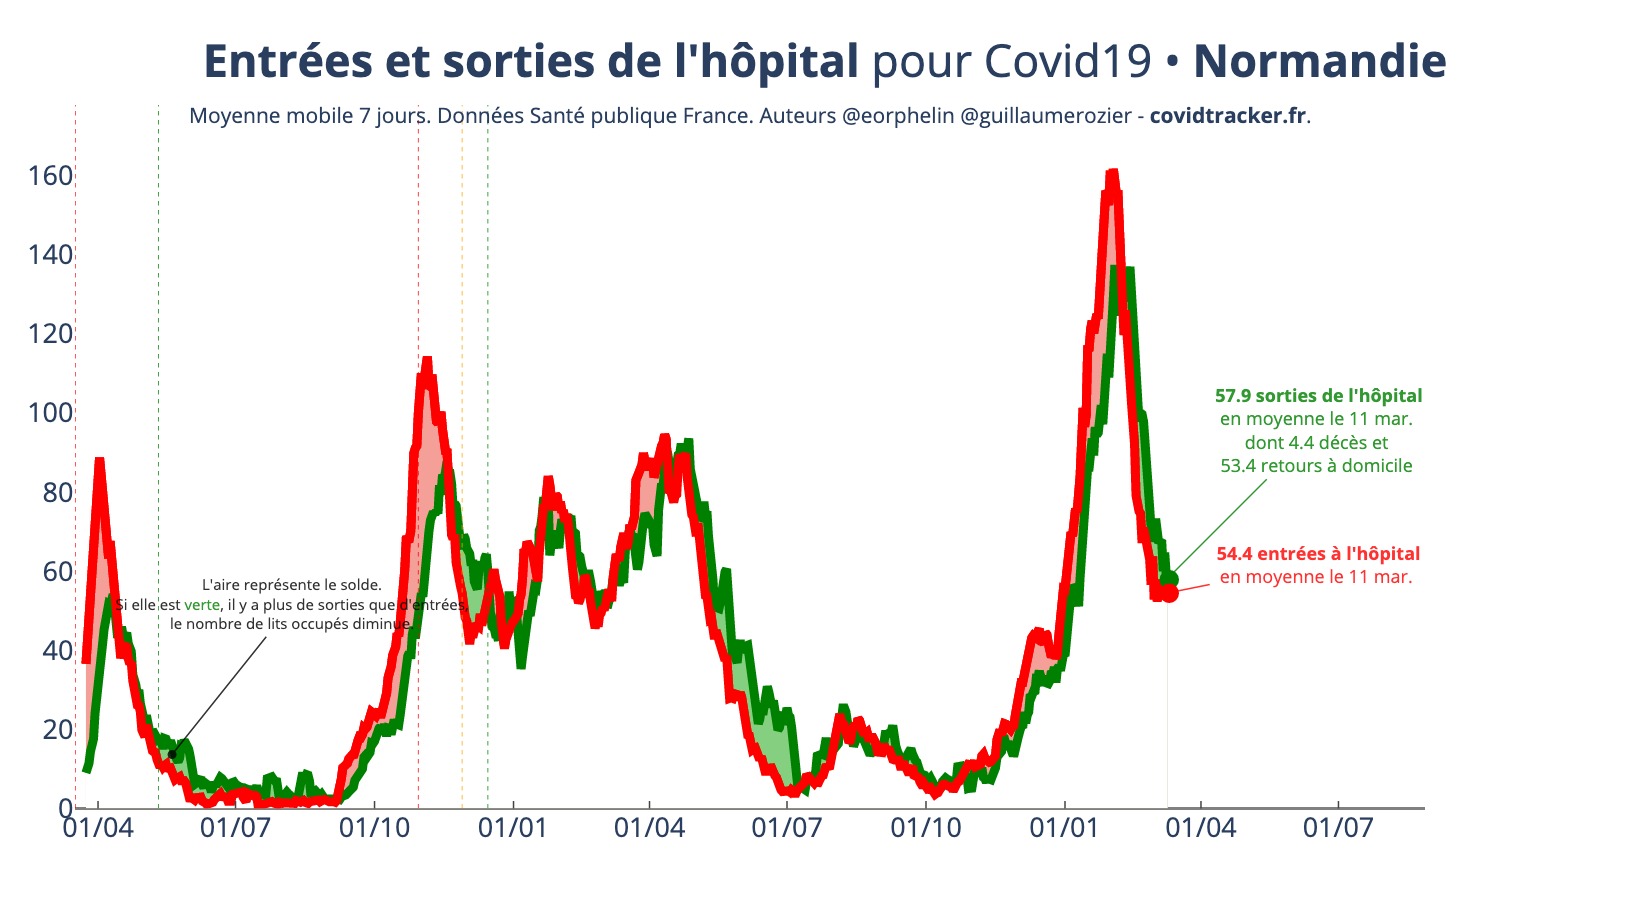 Entrées et sorties de l'hôpital pour Covid19 • Normandie
Moyenne mobile 7 jours. Données Santé publique France. Auteurs @eorphelin @guillaumerozier - covidtracker.fr.
160
140
120
100
80
60
40
20
0
57.9 sorties de l'hôpital
en moyenne le 11 mar.
dont 4.4 décès et
53.4 retours à domicile
54.4 entrées à l'hôpital
en moyenne le 11 mar.
L'aire représente le solde.
Si elle est verte, il y a plus de sorties que d'entrées,
le nombre de lits occupés diminue.
01/04 01/07 01/10 01/01 01/04 01/07 01/10 01/01 01/04 01/07